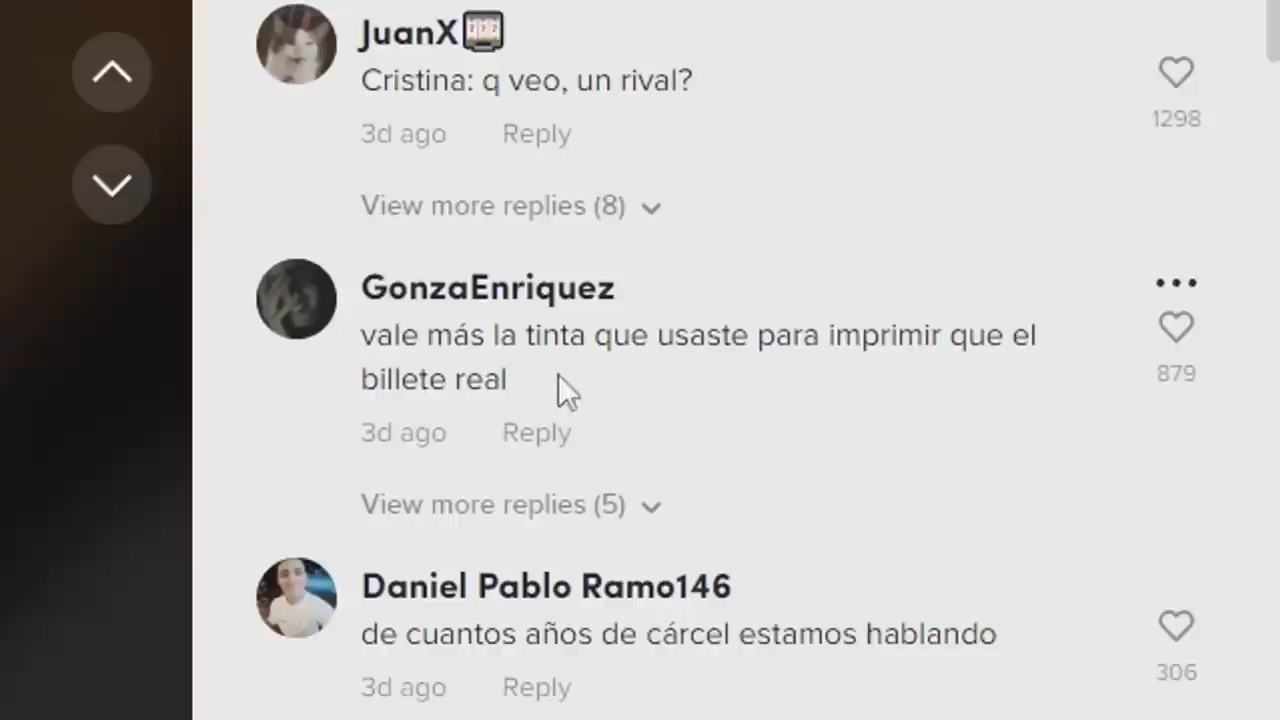 JuanX
Cristina: q veo, un rival?
1298
3d ago Reply
View more replies (8)
GonzaEnriquez
vale más la tinta que usaste para imprimir que el
billete real
879
3d ago Reply
View more replies (5)
Daniel Pablo Ramo146
de cuantos años de cárcel estamos hablando
306
3d ago Reply